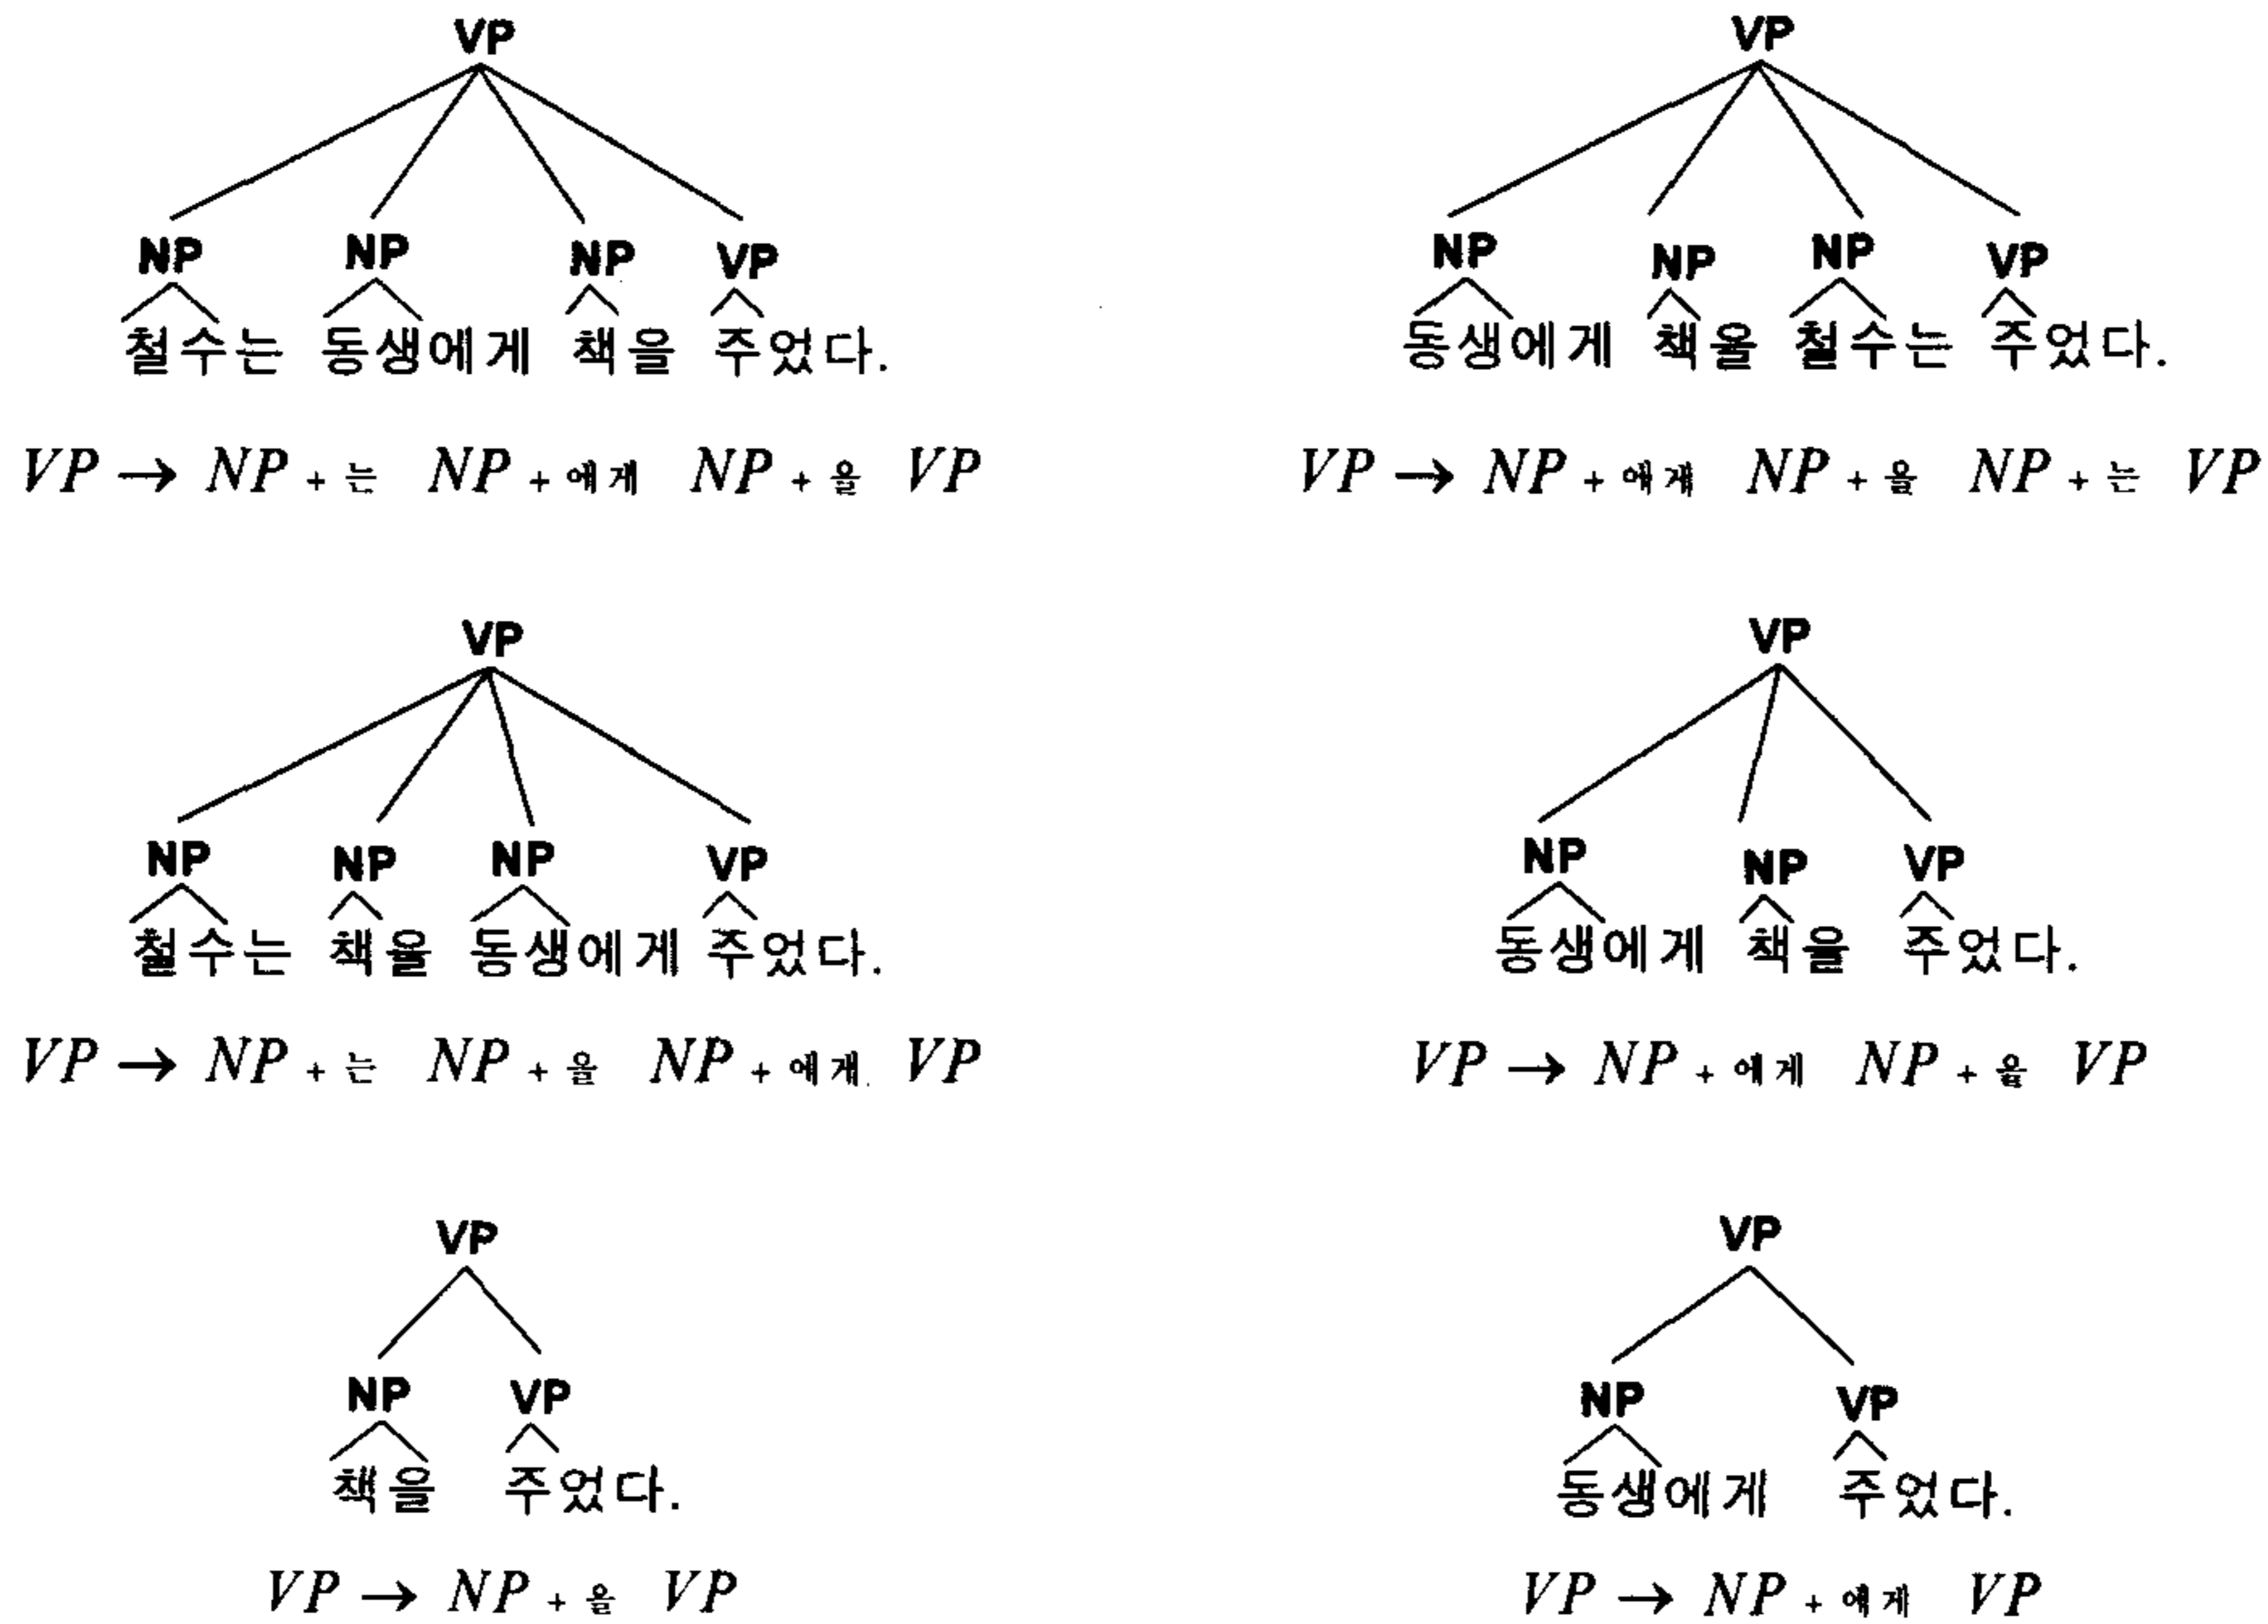 VP
NP NP NP VP
철수는 동생에게 책을 주었다.
VP → NP + 는 NP + 에게 NP + 을 VP
VP
NP NP NP VP
동생에게 책을 철수는 주었다.
VP → NP + 에게 NP + 을 NP + 는 VP
VP
NP NP NP VP
철수는 책을 동생에게 주었다.
VP → NP + 는 NP + 을 NP + 에게 VP
VP
NP NP VP
동생에게 책을 주었다.
VP → NP + 에게 NP + 을 VP
VP
NP VP
책을 주었다.
VP → NP + 을 VP
VP
NP VP
동생에게 주었다.
VP → NP + 에게 VP